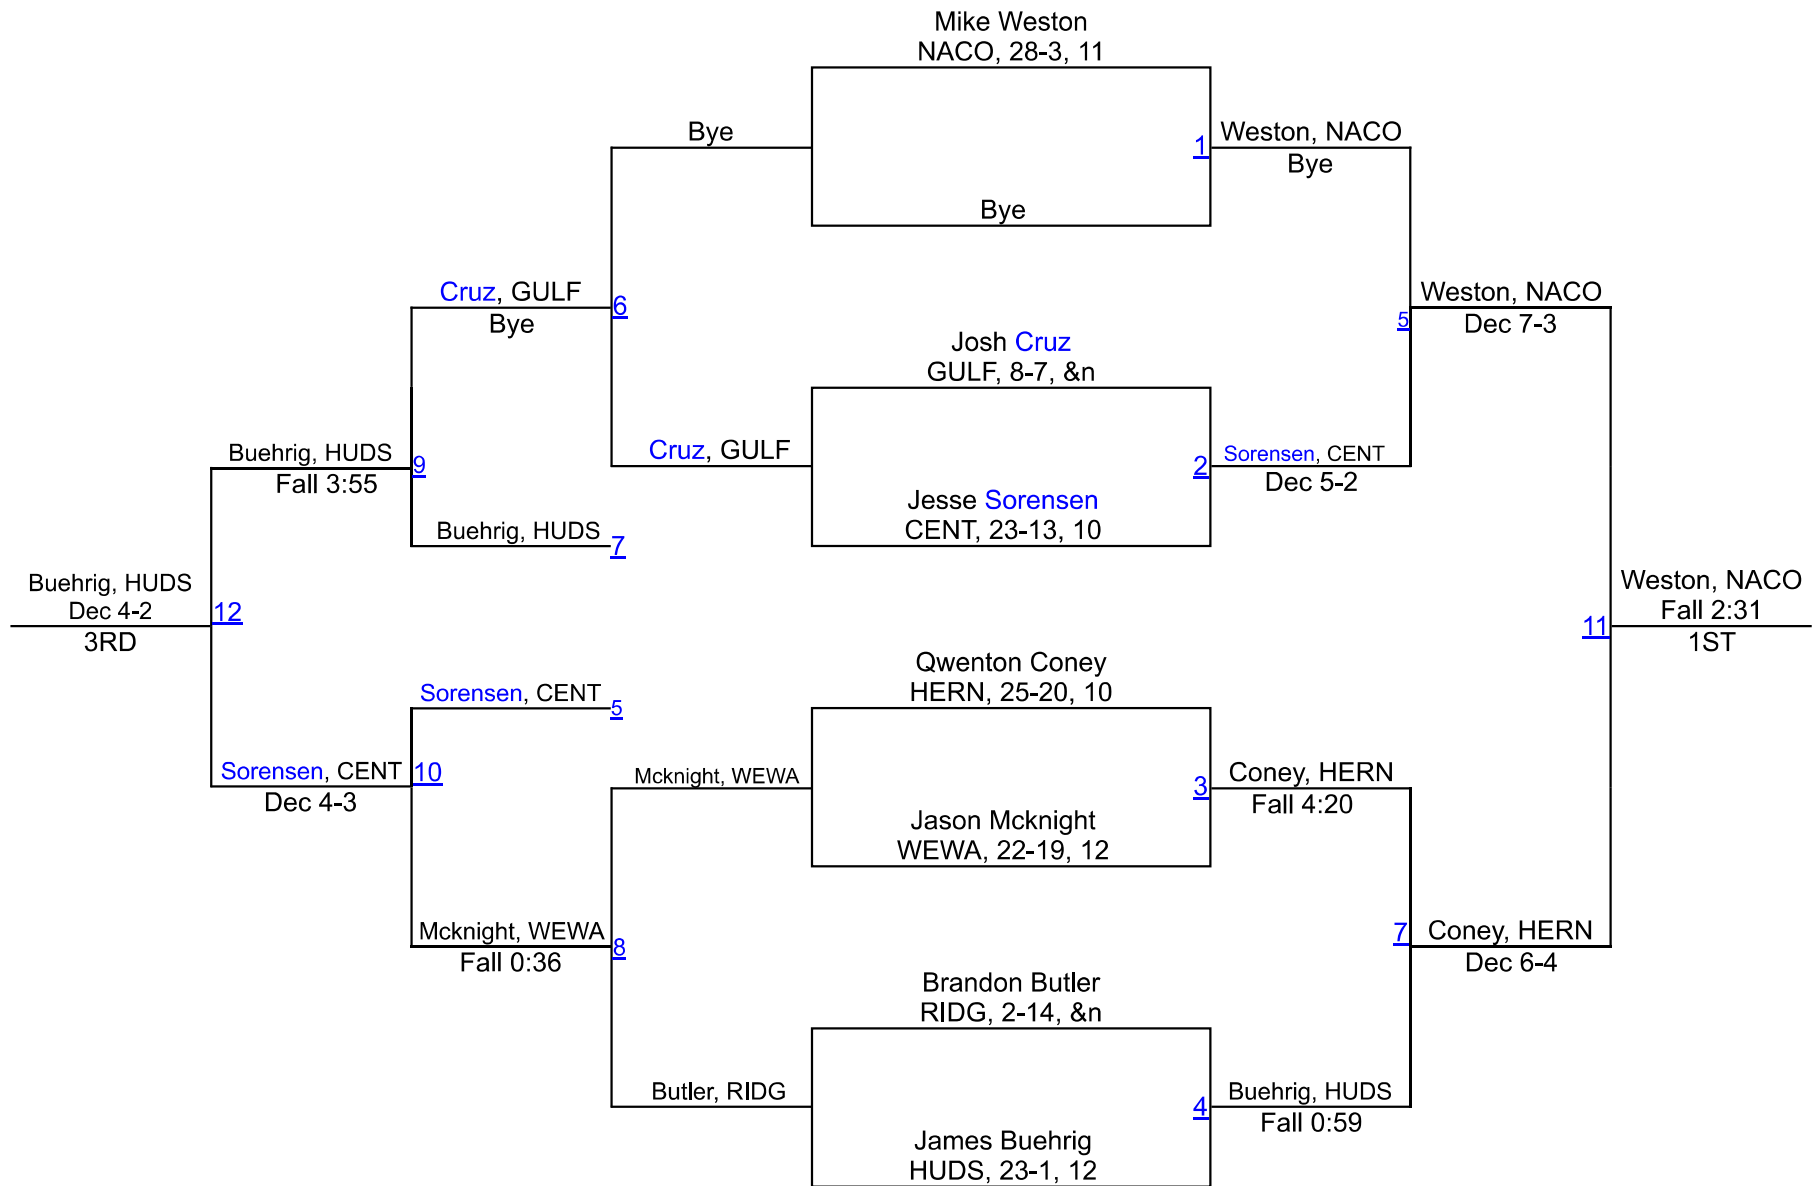 Mike Weston
NACO, 28-3, 11
Bye
1
Weston, NACO
Bye
Bye
Cruz, GULF
Bye
6
Weston, NACO
Dec 7-3
5
Josh Cruz
GULF, 8-7, &n
Buehrig, HUDS
Fall 3:55
9
Cruz, GULF
2
Sorensen, CENT
Dec 5-2
Jesse Sorensen
CENT, 23-13, 10
Buehrig, HUDS
7
Buehrig, HUDS
Dec 4-2
3RD
12
Weston, NACO
Fall 2:31
1ST
11
Qwenton Coney
HERN, 25-20, 10
Sorensen, CENT
5
Sorensen, CENT
Dec 4-3
10
Mcknight, WEWA
3
Coney, HERN
Fall 4:20
Jason Mcknight
WEWA, 22-19, 12
Mcknight, WEWA
Fall 0:36
8
7
Coney, HERN
Dec 6-4
Brandon Butler
RIDG, 2-14, &n
Butler, RIDG
4
Buehrig, HUDS
Fall 0:59
James Buehrig
HUDS, 23-1, 12